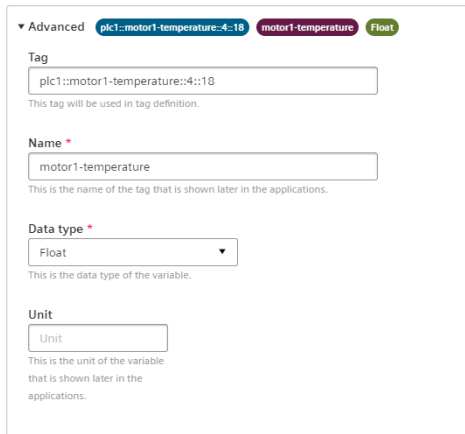 Advanced plc1::motor1-temperature::4::18 motor1-temperature Float
Tag
plc1::motor1-temperature::4::18
This tag will be used in tag definition.
Name *
motor1-temperature
This is the name of the tag that is shown later in the applications.
Data type *
Float
This is the data type of the variable.
Unit
Unit
This is the unit of the variable
that is shown later in the
applications.